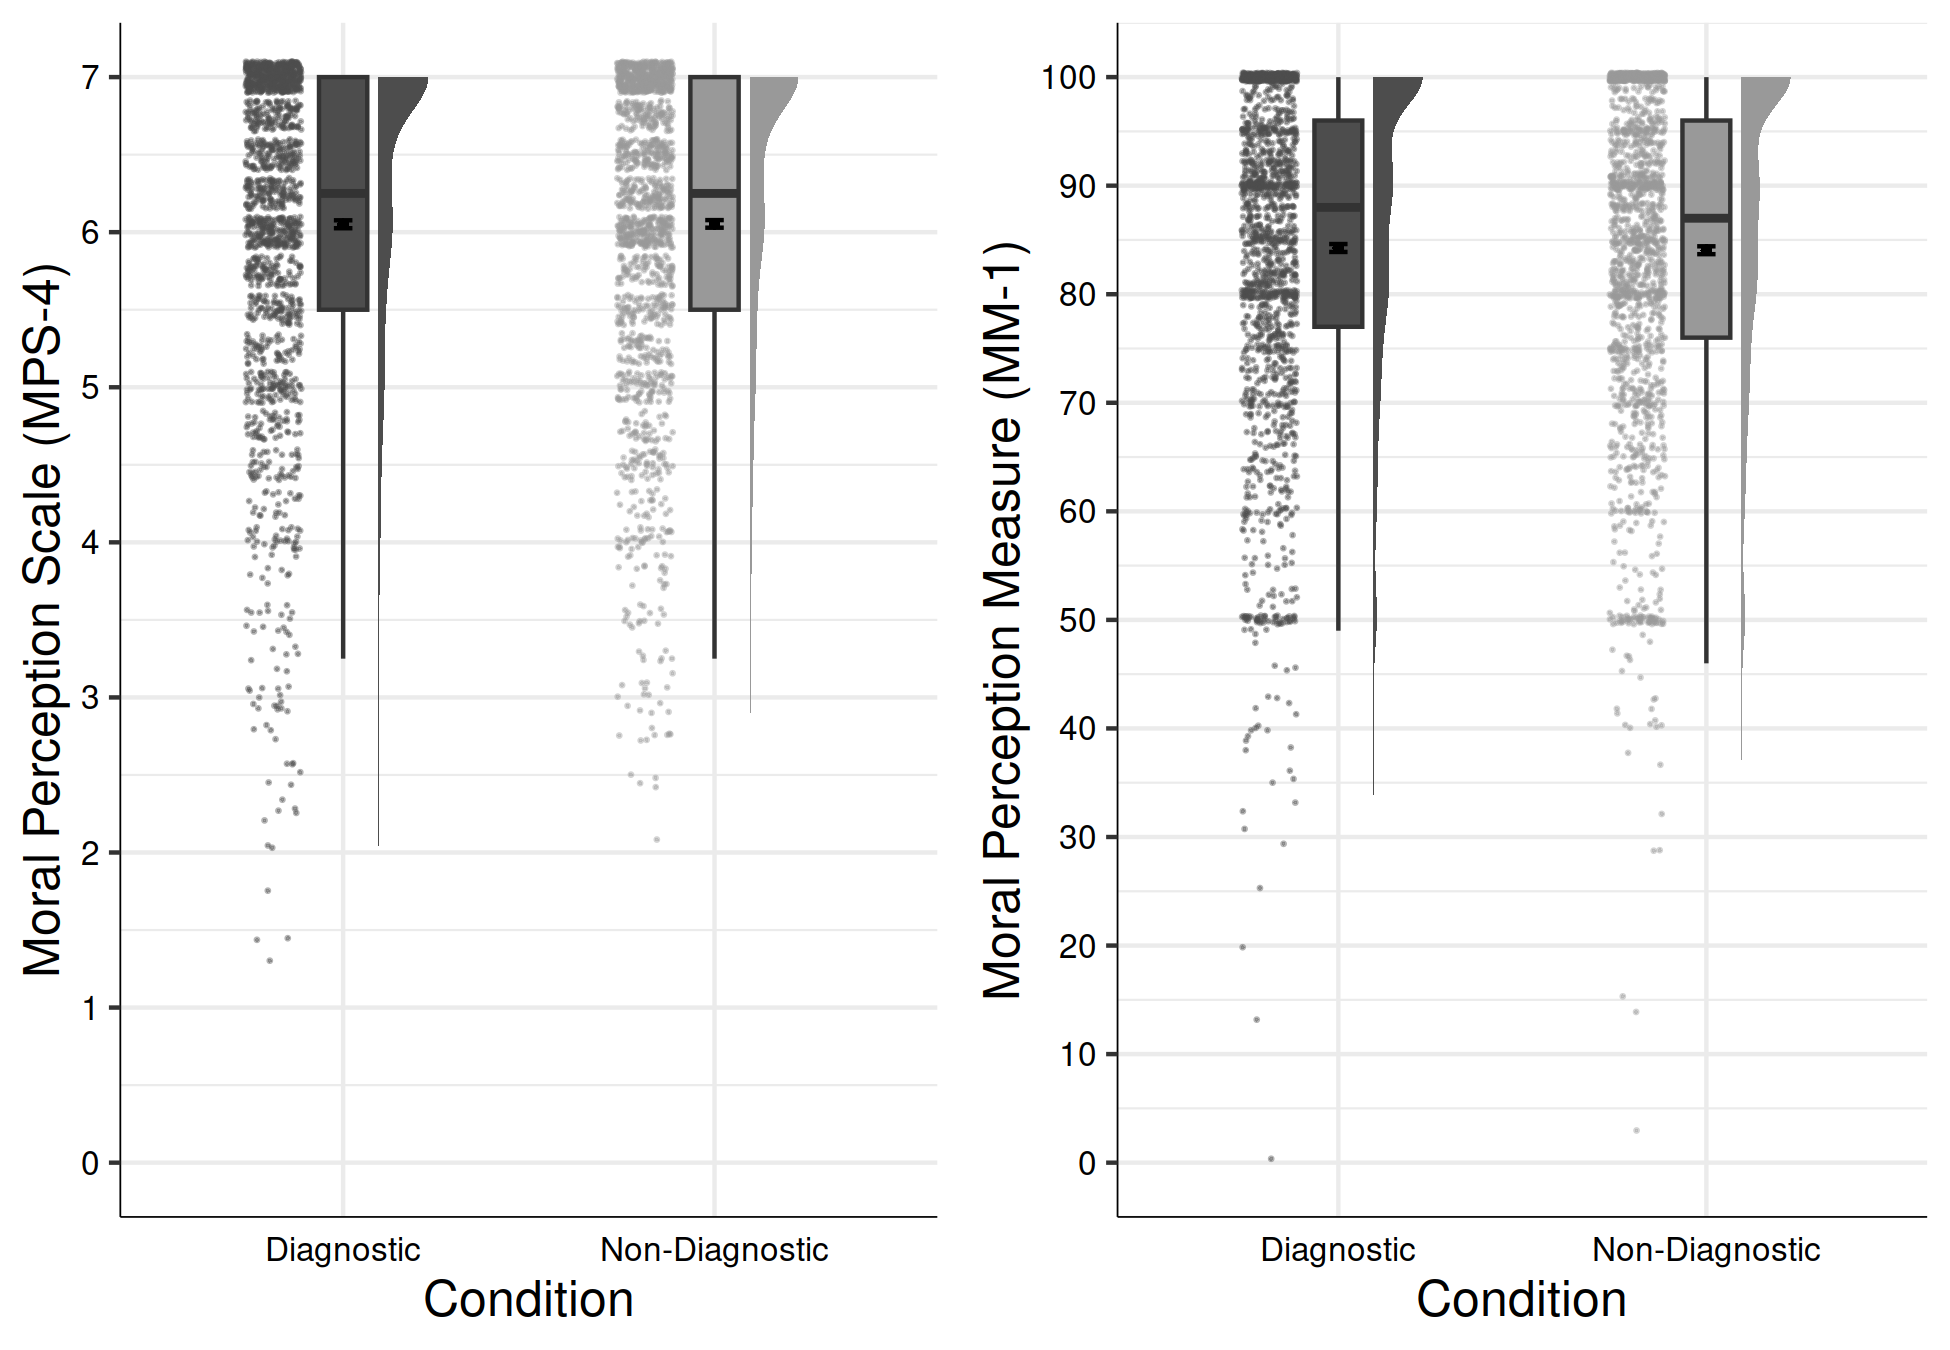 Moral Perception Scale (MPS-4)
7
6
5
4
3
2
1
0
Diagnostic
Non-Diagnostic
Condition
Moral Perception Measure (MM-1)
100
90
80
70
60
50
40
30
20
10
0
Diagnostic
Non-Diagnostic
Condition